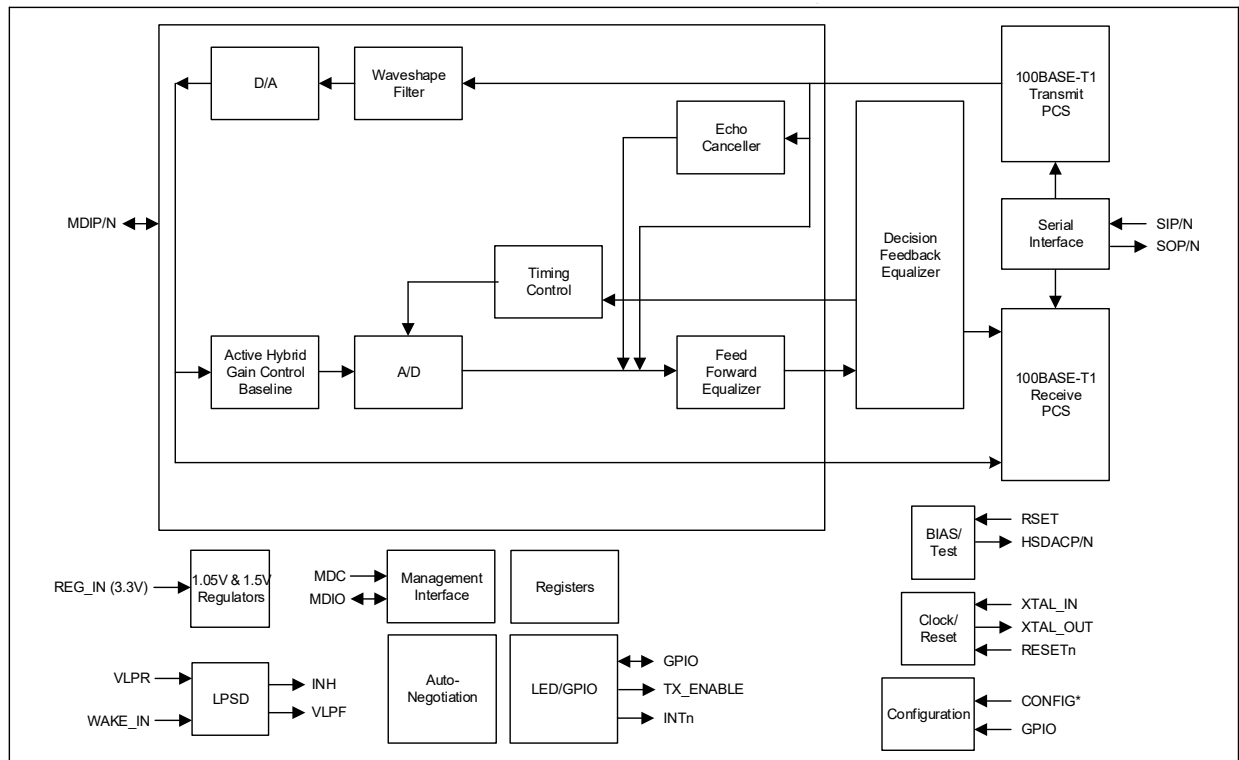 D/A
Waveshape
Filter
100BASE-T1
Transmit
PCS
Echo
Canceller
MDIP/N
Serial
Interface
SIP/N
SOP/N
Decision
Feedback
Equalizer
Timing
Control
Active Hybrid
Gain Control
Baseline
A/D
Feed
Forward
Equalizer
100BASE-T1
Receive
PCS
BIAS/
Test
RSET
HSDACP/N
REG_IN (3.3V)
1.05V & 1.5V
Regulators
MDC
MDIO
Management
Interface
Registers
Clock/
Reset
XTAL_IN
XTAL_OUT
RESETn
VLPR
WAKE_IN
LPSD
INH
VLPF
Auto-
Negotiation
LED/GPIO
GPIO
TX_ENABLE
INTn
Configuration
CONFIG*
GPIO